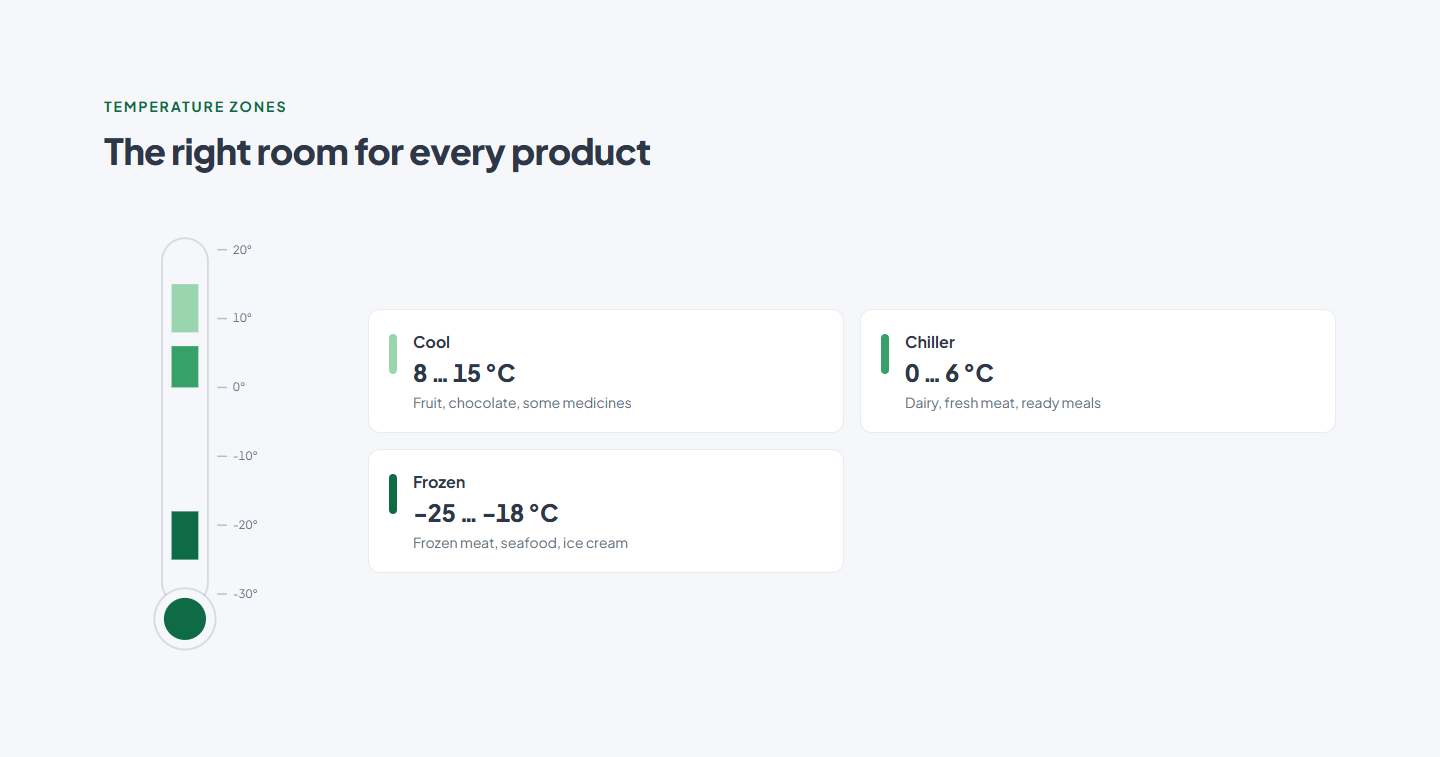 TEMPERATURE ZONES
The right room for every product
20°
10°
0°
-10°
-20°
-30°
Cool
8 … 15 °C
Fruit, chocolate, some medicines
Chiller
0 … 6 °C
Dairy, fresh meat, ready meals
Frozen
−25 … −18 °C
Frozen meat, seafood, ice cream